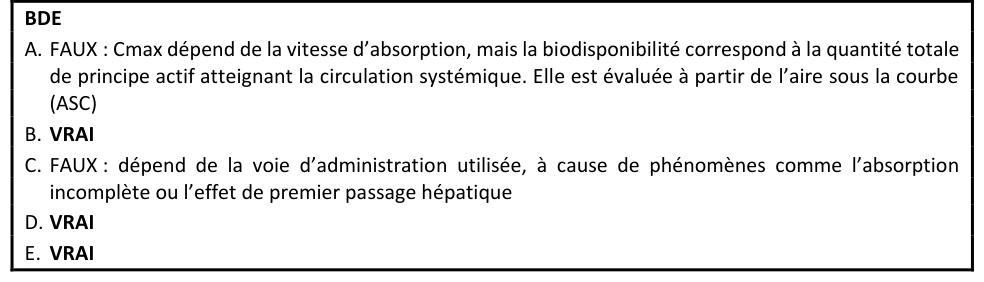 BDE
A. FAUX : Cmax dépend de la vitesse d’absorption, mais la biodisponibilité correspond à la quantité totale
de principe actif atteignant la circulation systémique. Elle est évaluée à partir de l’aire sous la courbe
(ASC)
B. VRAI
C. FAUX : dépend de la voie d’administration utilisée, à cause de phénomènes comme l’absorption
incomplète ou l’effet de premier passage hépatique
D. VRAI
E. VRAI